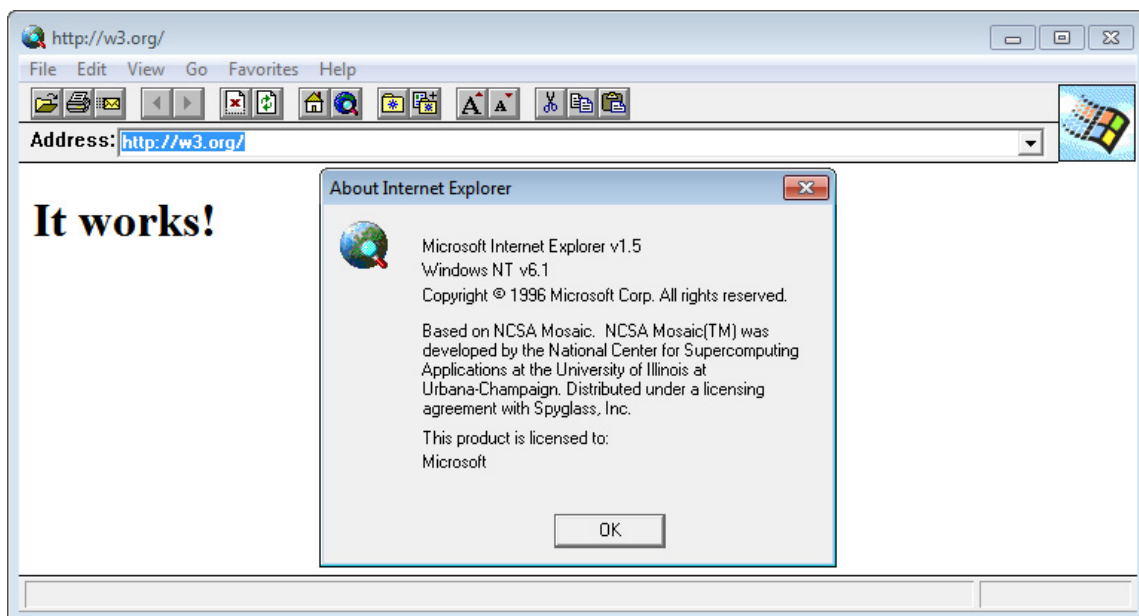 http://w3.org/
File Edit View Go Favorites Help
Address: http://w3.org/
It works!
About Internet Explorer
Microsoft Internet Explorer v1.5
Windows NT v6.1
Copyright © 1996 Microsoft Corp. All rights reserved.
Based on NCSA Mosaic. NCSA Mosaic(TM) was
developed by the National Center for Supercomputing
Applications at the University of Illinois at
Urbana-Champaign. Distributed under a licensing
agreement with Spyglass, Inc.
This product is licensed to:
Microsoft
OK